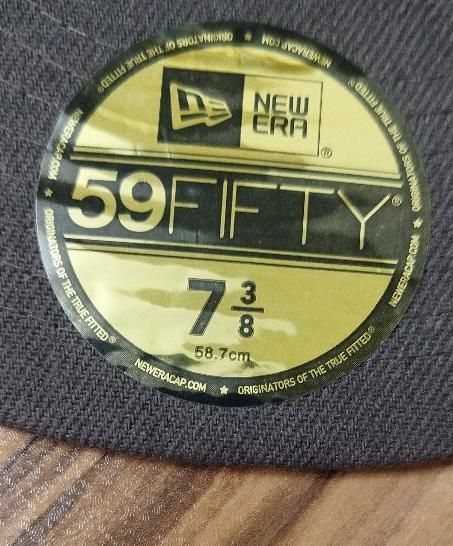 NEW
ERA®
59FIFTY®
7 3/8
58.7cm
NEWERACAP.COM ★ ORIGINATORS OF THE TRUE FITTED® ★ NEWERACAP.COM ★ ORIGINATORS OF THE TRUE FITTED® ★ NEWERACAP.COM ★ ORIGINATORS OF THE TRUE FITTED® ★ NEWERACAP.COM ★ ORIGINATORS OF THE TRUE FITTED®